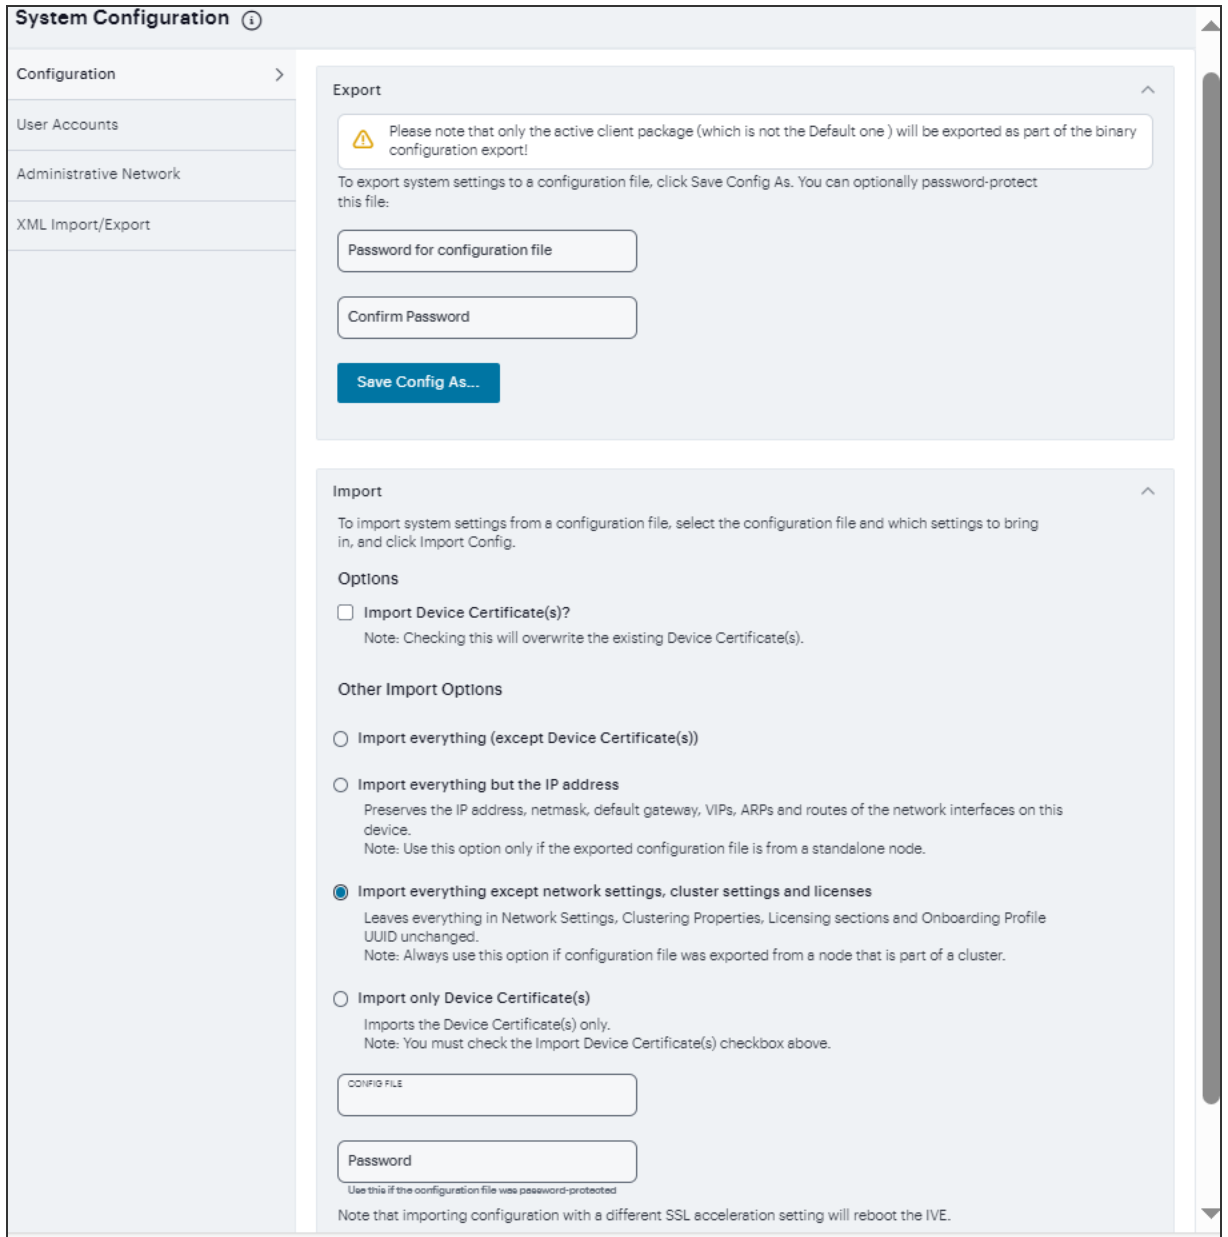 System Configuration
Configuration
User Accounts
Administrative Network
XML Import/Export
Export
Please note that only the active client package (which is not the Default one ) will be exported as part of the binary
configuration export!
To export system settings to a configuration file, click Save Config As. You can optionally password-protect
this file:
Password for configuration file
Confirm Password
Save Config As...
Import
To import system settings from a configuration file, select the configuration file and which settings to bring
in, and click Import Config.
Options
Import Device Certificate(s)?
Note: Checking this will overwrite the existing Device Certificate(s).
Other Import Options
Import everything (except Device Certificate(s))
Import everything but the IP address
Preserves the IP address, netmask, default gateway, VIPs, ARPs and routes of the network interfaces on this
device.
Note: Use this option only if the exported configuration file is from a standalone node.
Import everything except network settings, cluster settings and licenses
Leaves everything in Network Settings, Clustering Properties, Licensing sections and Onboarding Profile
UUID unchanged.
Note: Always use this option if configuration file was exported from a node that is part of a cluster.
Import only Device Certificate(s)
Imports the Device Certificate(s) only.
Note: You must check the Import Device Certificate(s) checkbox above.
CONFIG FILE
Password
Use this if the configuration file was password-protected
Note that importing configuration with a different SSL acceleration setting will reboot the IVE.